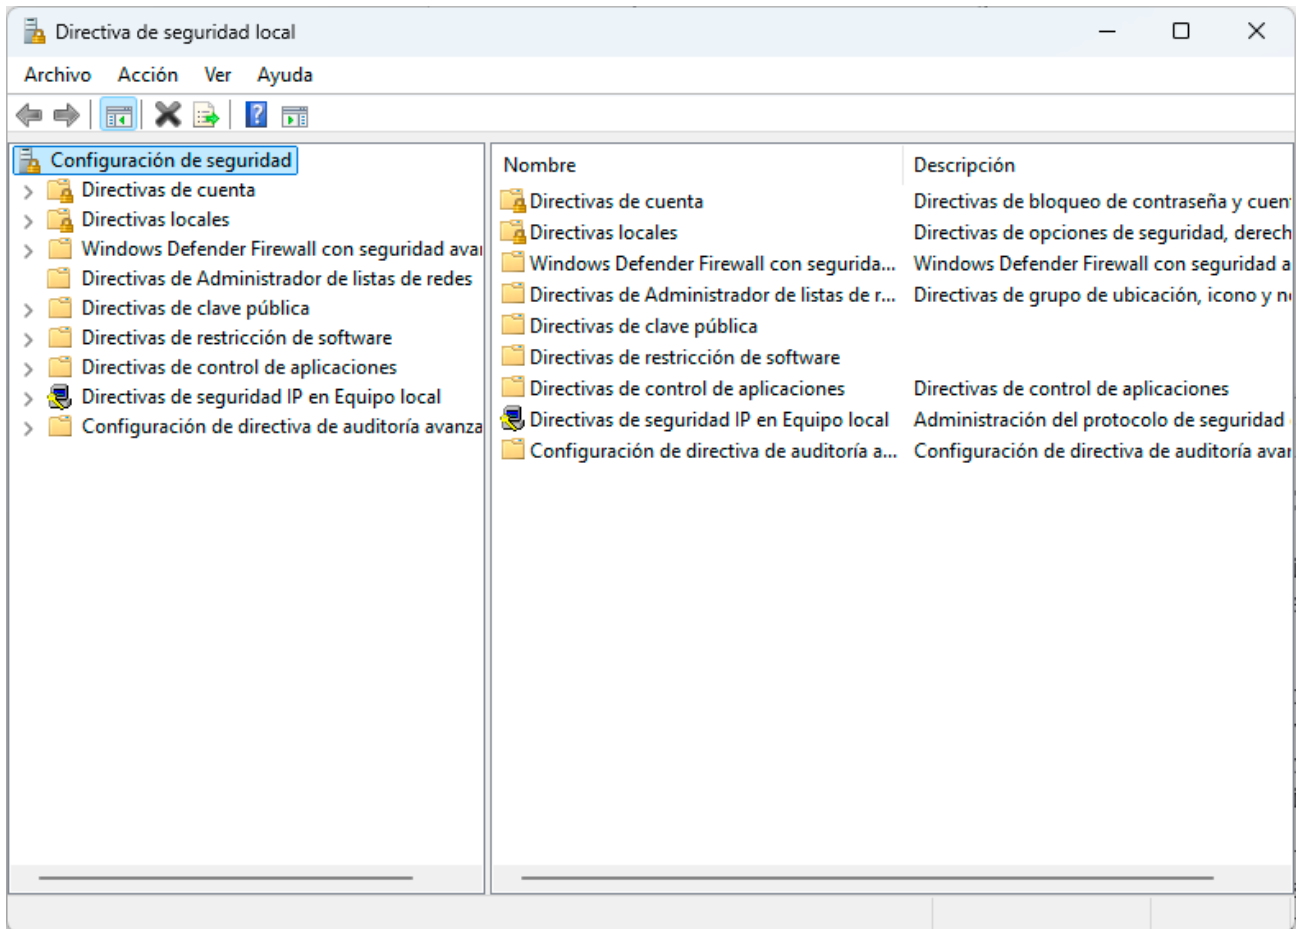 Directiva de seguridad local
Archivo Acción Ver Ayuda
Configuración de seguridad
Directivas de cuenta
Directivas locales
Windows Defender Firewall con seguridad avan
Directivas de Administrador de listas de redes
Directivas de clave pública
Directivas de restricción de software
Directivas de control de aplicaciones
Directivas de seguridad IP en Equipo local
Configuración de directiva de auditoría avanza
Nombre Descripción
Directivas de cuenta Directivas de bloqueo de contraseña y cuen
Directivas locales Directivas de opciones de seguridad, derech
Windows Defender Firewall con segurida... Windows Defender Firewall con seguridad a
Directivas de Administrador de listas de r... Directivas de grupo de ubicación, icono y n
Directivas de clave pública
Directivas de restricción de software
Directivas de control de aplicaciones Directivas de control de aplicaciones
Directivas de seguridad IP en Equipo local Administración del protocolo de seguridad
Configuración de directiva de auditoría a... Configuración de directiva de auditoría avan